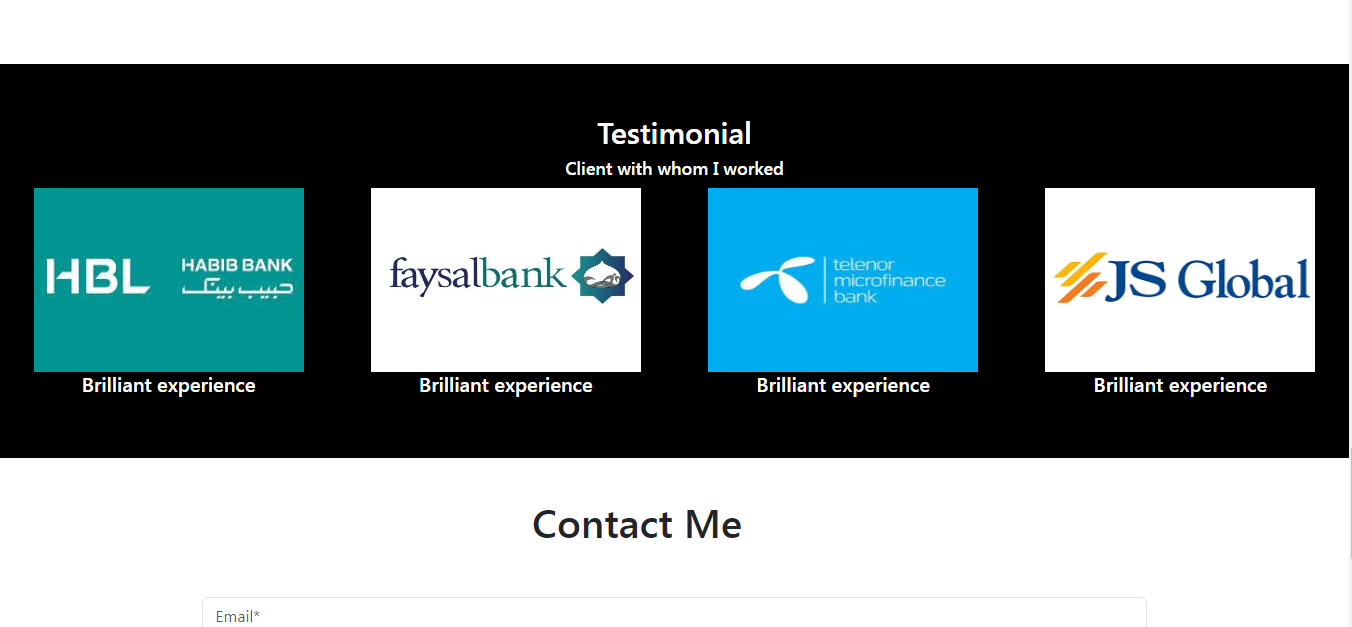 Testimonial
Client with whom I worked
HBL
HABIB BANK
حبیب بینک
faysalbank
telenor
microfinance
bank
JS Global
Brilliant experience
Brilliant experience
Brilliant experience
Brilliant experience
Contact Me
Email*